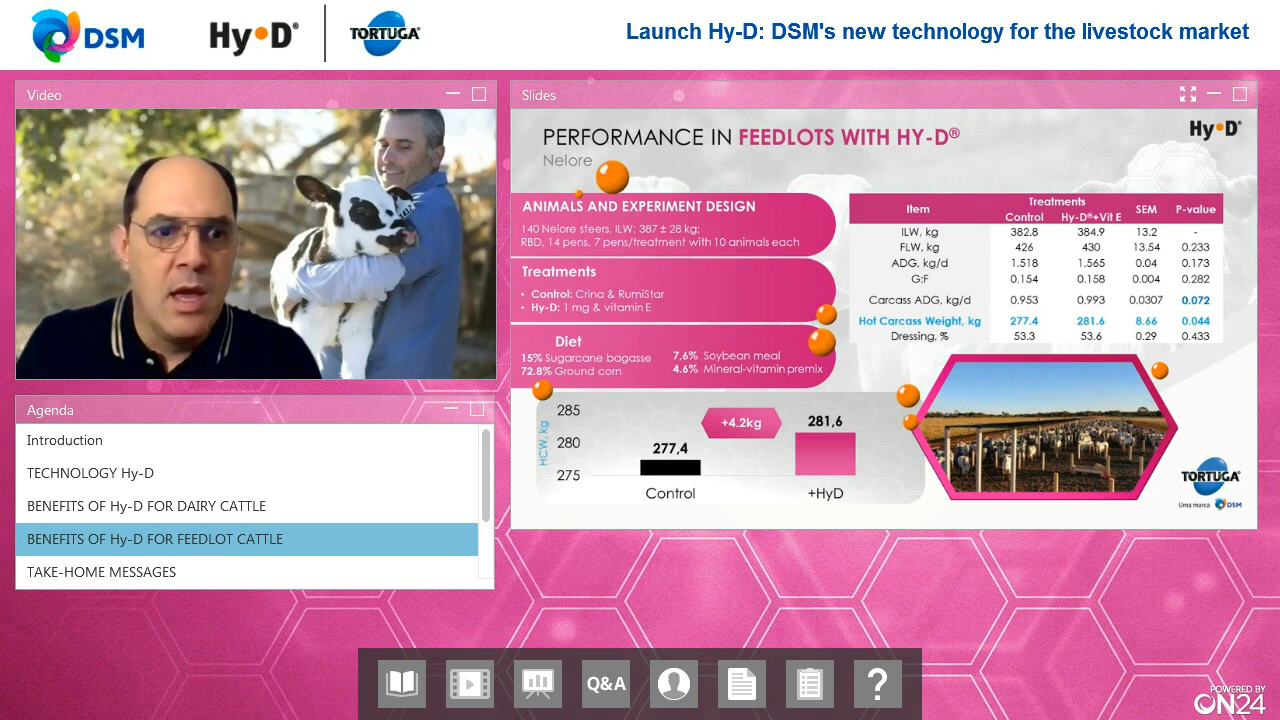 DSM
Hy•D®
TORTUGA
Launch Hy-D: DSM's new technology for the livestock market
Video
Agenda
Introduction
TECHNOLOGY Hy-D
BENEFITS OF Hy-D FOR DAIRY CATTLE
BENEFITS OF Hy-D FOR FEEDLOT CATTLE
TAKE-HOME MESSAGES
Slides
PERFORMANCE IN FEEDLOTS WITH HY-D®
Hy•D®
Nelore
ANIMALS AND EXPERIMENT DESIGN
140 Nelore steers, ILW: 387 ± 28 kg;
RBD, 14 pens, 7 pens/treatment with 10 animals each
Treatments
• Control: Crina & RumiStar
• Hy-D: 1 mg & vitamin E
Diet
15% Sugarcane bagasse
72.8% Ground corn
7,6% Soybean meal
4.6% Mineral-vitamin premix
Item Treatments SEM P-value
Control Hy-D®+Vit E
ILW, kg 382.8 384.9 13.2 -
FLW, kg 426 430 13.54 0.233
ADG, kg/d 1.518 1.565 0.04 0.173
G:F 0.154 0.158 0.004 0.282
Carcass ADG, kg/d 0.953 0.993 0.0307 0.072
Hot Carcass Weight, kg 277.4 281.6 8.66 0.044
Dressing, % 53.3 53.6 0.29 0.433
HCW, kg
285
280
275
277,4
+4.2kg
281,6
Control
+HyD
TORTUGA
Uma marca DSM
Q&A
?
POWERED BY
ON24